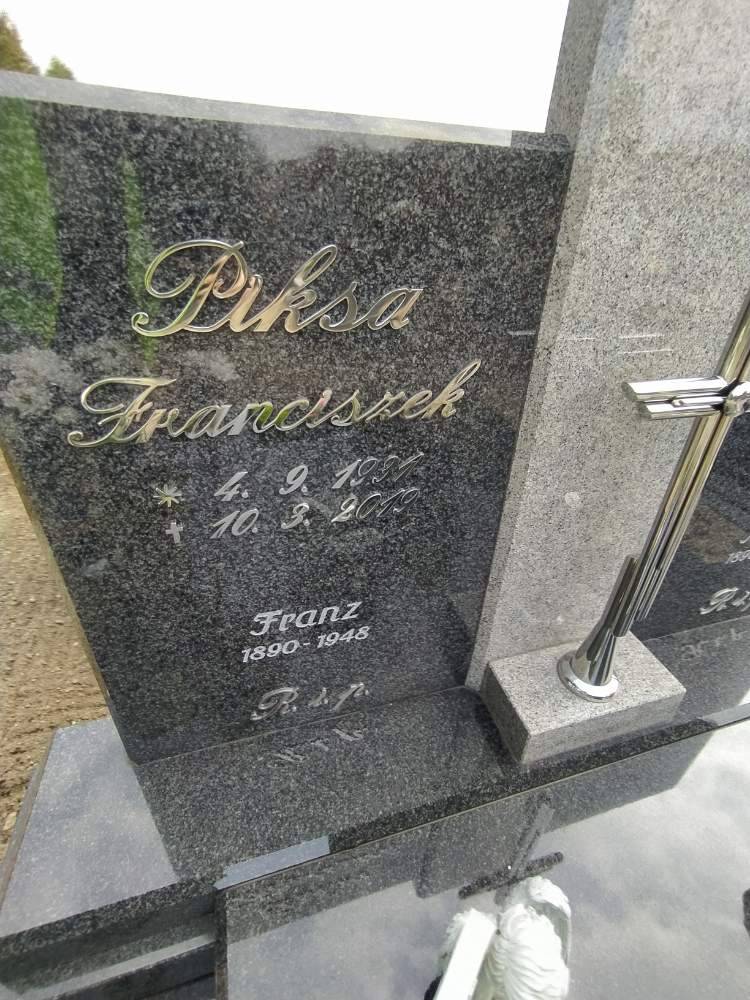 Piksa
Franciszek
* 4. 9. 1931
† 10. 3. 2019
Franz
1890-1948
R. i. p.